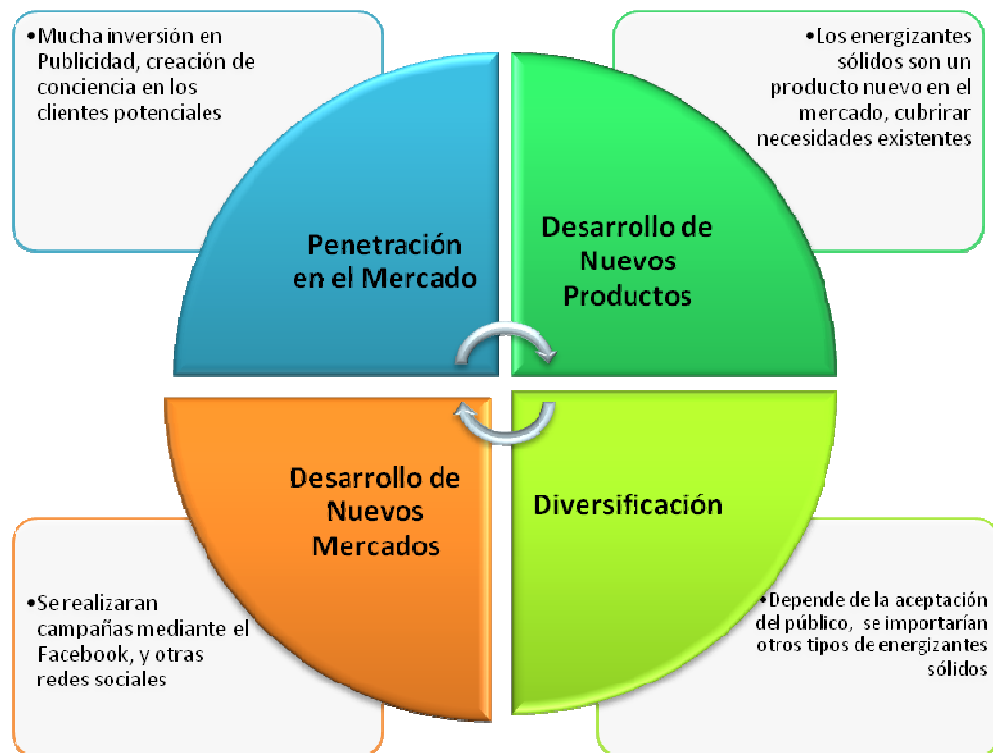 •Mucha inversión en
Publicidad, creación de
conciencia en los
clientes potenciales
•Los energizantes
sólidos son un
producto nuevo en el
mercado, cubrirar
necesidades existentes
Penetración
en el Mercado
Desarrollo de
Nuevos
Productos
Desarrollo de
Nuevos
Mercados
Diversificación
•Se realizaran
campañas mediante el
Facebook, y otras
redes sociales
•Depende de la aceptación
del público, se importarían
otros tipos de energizantes
sólidos